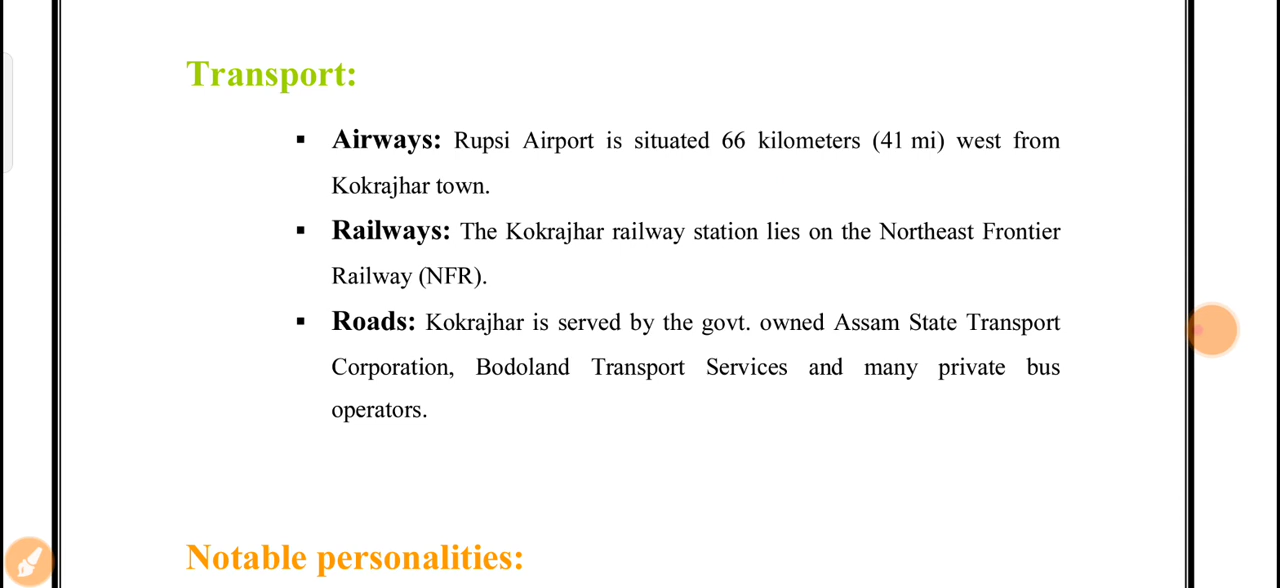 Transport:
▪ Airways: Rupsi Airport is situated 66 kilometers (41 mi) west from
Kokrajhar town.
▪ Railways: The Kokrajhar railway station lies on the Northeast Frontier
Railway (NFR).
▪ Roads: Kokrajhar is served by the govt. owned Assam State Transport
Corporation, Bodoland Transport Services and many private bus
operators.
Notable personalities: